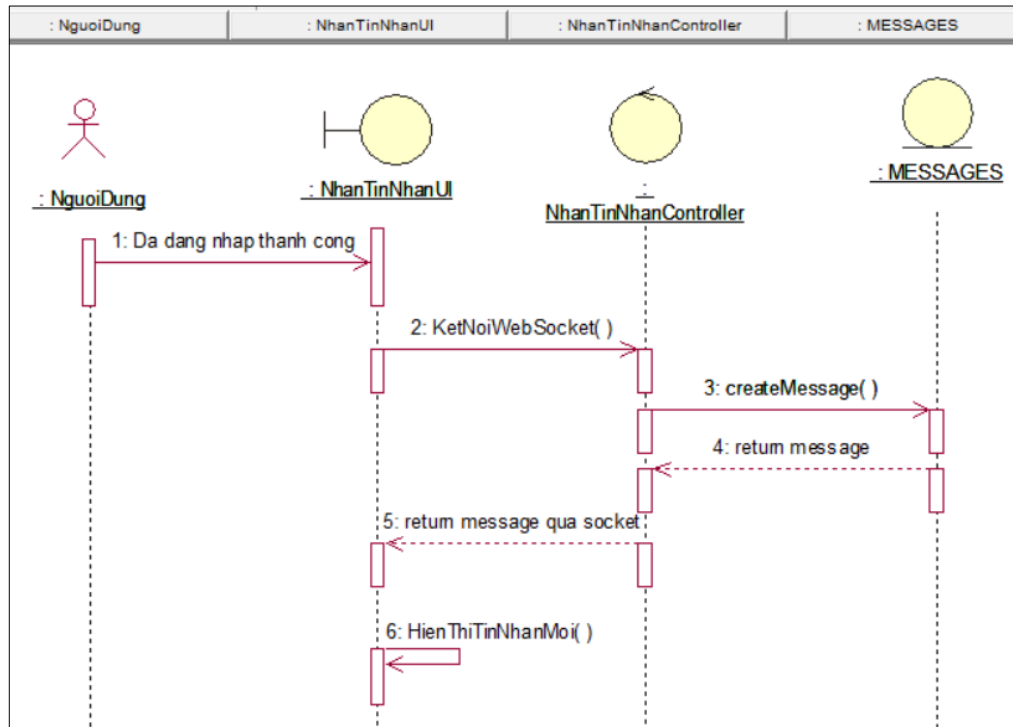 : NguoiDung
: NhanTinNhanUI
: NhanTinNhanController
: MESSAGES
: NguoiDung
: NhanTinNhanUI
:
NhanTinNhanController
: MESSAGES
1: Da dang nhap thanh cong
2: KetNoiWebSocket( )
3: createMessage( )
4: return message
5: return message qua socket
6: HienThiTinNhanMoi( )